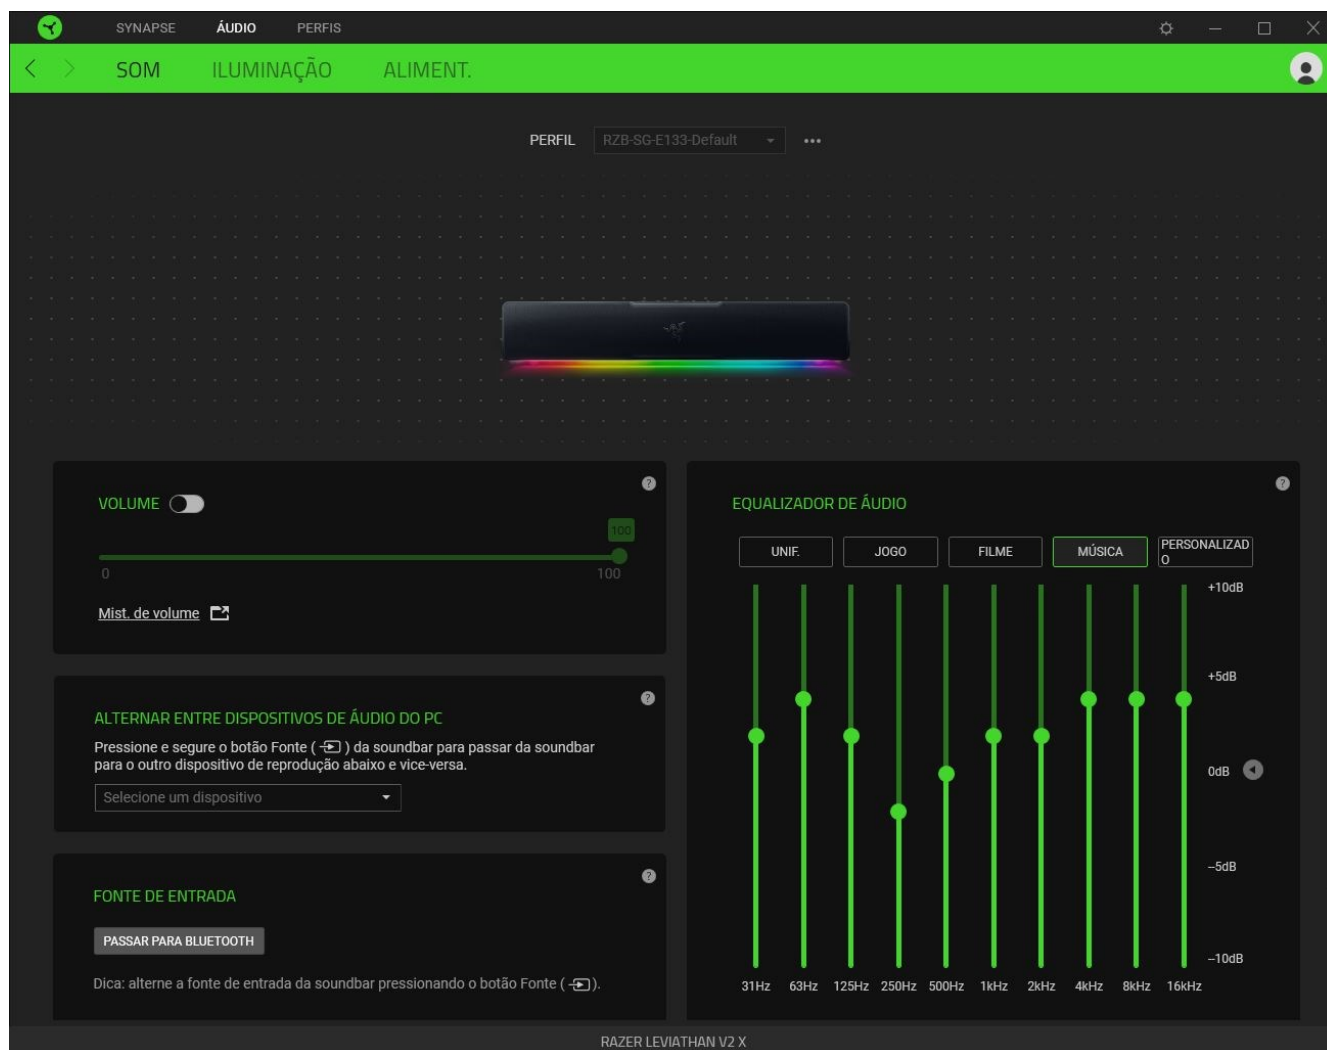 SYNAPSE ÁUDIO PERFIS
SOM ILUMINAÇÃO ALIMENT.
PERFIL RZB-SG-E133-Default
VOLUME
100
0 100
Mist. de volume
ALTERNAR ENTRE DISPOSITIVOS DE ÁUDIO DO PC
Pressione e segure o botão Fonte ( ) da soundbar para passar da soundbar
para o outro dispositivo de reprodução abaixo e vice-versa.
Selecione um dispositivo
FONTE DE ENTRADA
PASSAR PARA BLUETOOTH
Dica: alterne a fonte de entrada da soundbar pressionando o botão Fonte ( ).
EQUALIZADOR DE ÁUDIO
UNIF. JOGO FILME MÚSICA PERSONALIZAD
O
+10dB
+5dB
0dB
–5dB
–10dB
31Hz 63Hz 125Hz 250Hz 500Hz 1kHz 2kHz 4kHz 8kHz 16kHz
RAZER LEVIATHAN V2 X